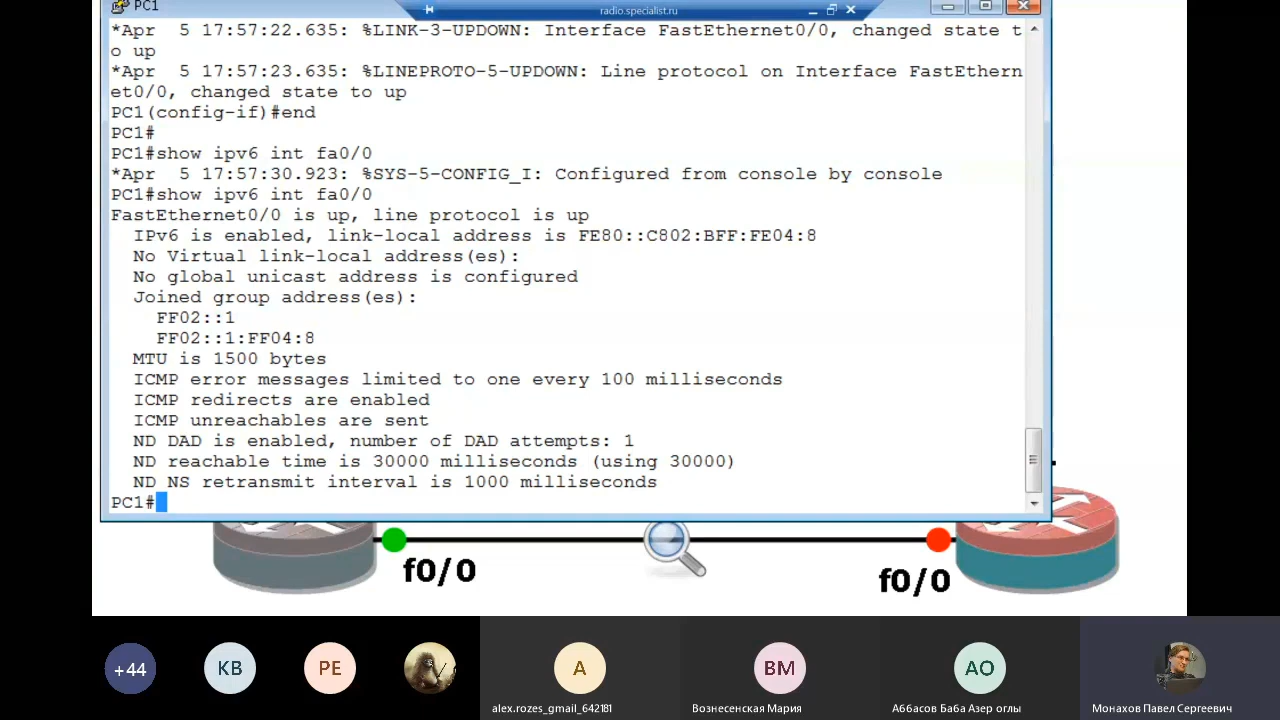 PC1
radio.specialist.ru
*Apr  5 17:57:22.635: %LINK-3-UPDOWN: Interface FastEthernet0/0, changed state t
o up
*Apr  5 17:57:23.635: %LINEPROTO-5-UPDOWN: Line protocol on Interface FastEthern
et0/0, changed state to up
PC1(config-if)#end
PC1#
PC1#show ipv6 int fa0/0
*Apr  5 17:57:30.923: %SYS-5-CONFIG_I: Configured from console by console
PC1#show ipv6 int fa0/0
FastEthernet0/0 is up, line protocol is up
  IPv6 is enabled, link-local address is FE80::C802:BFF:FE04:8
  No Virtual link-local address(es):
  No global unicast address is configured
  Joined group address(es):
    FF02::1
    FF02::1:FF04:8
  MTU is 1500 bytes
  ICMP error messages limited to one every 100 milliseconds
  ICMP redirects are enabled
  ICMP unreachables are sent
  ND DAD is enabled, number of DAD attempts: 1
  ND reachable time is 30000 milliseconds (using 30000)
  ND NS retransmit interval is 1000 milliseconds
PC1#
f0/0
f0/0
+44
КВ
РЕ
A
ВМ
АО
alex.rozes_gmail_642181
Вознесенская Мария
Аббасов Баба Азер оглы
Монахов Павел Сергеевич